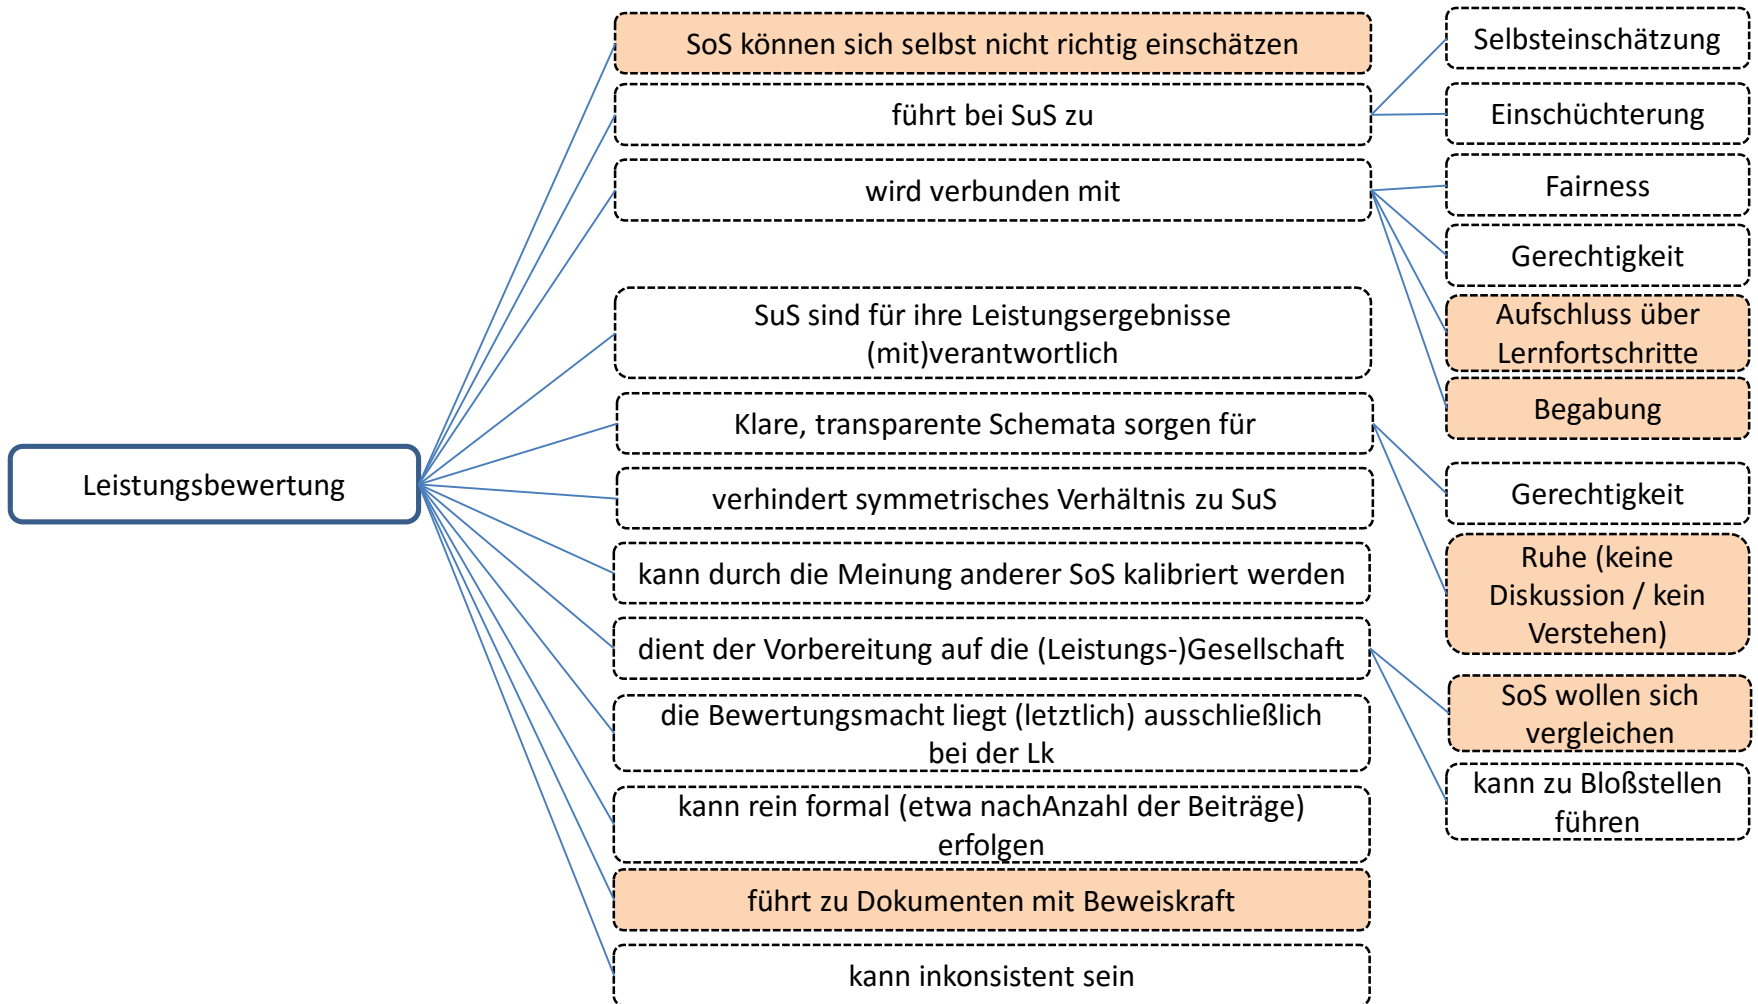 SoS können sich selbst nicht richtig einschätzen
Selbsteinschätzung
führt bei SuS zu
Einschüchterung
wird verbunden mit
Fairness
Gerechtigkeit
SuS sind für ihre Leistungsergebnisse
(mit)verantwortlich
Aufschluss über
Lernfortschritte
Begabung
Klare, transparente Schemata sorgen für
Leistungsbewertung
verhindert symmetrisches Verhältnis zu SuS
Gerechtigkeit
kann durch die Meinung anderer SoS kalibriert werden
Ruhe (keine
Diskussion / kein
Verstehen)
dient der Vorbereitung auf die (Leistungs-)Gesellschaft
SoS wollen sich
vergleichen
die Bewertungsmacht liegt (letztlich) ausschließlich
bei der Lk
kann zu Bloßstellen
führen
kann rein formal (etwa nachAnzahl der Beiträge)
erfolgen
führt zu Dokumenten mit Beweiskraft
kann inkonsistent sein